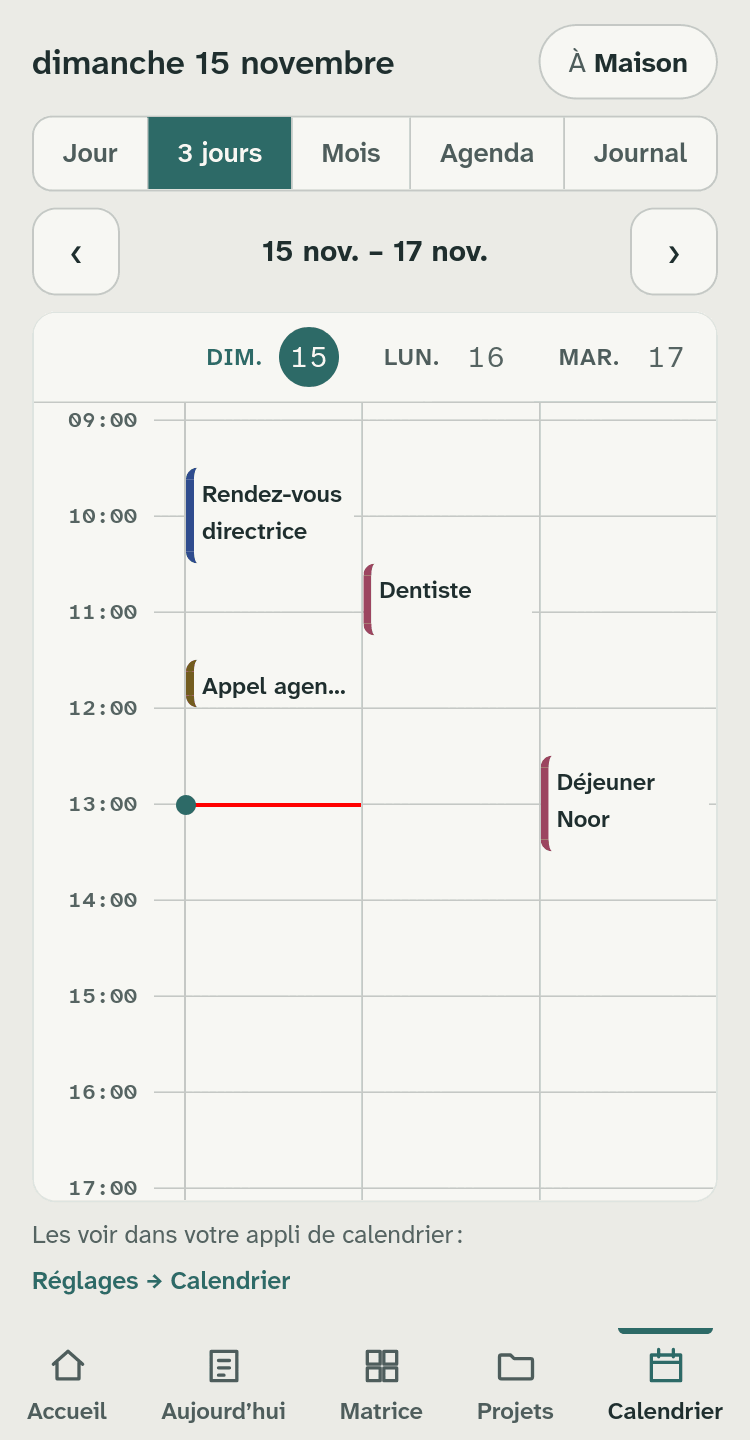 dimanche 15 novembre
À Maison
Jour
3 jours
Mois
Agenda
Journal
‹
15 nov. – 17 nov.
›
DIM. 15
LUN. 16
MAR. 17
09:00
Rendez-vous
directrice
10:00
Dentiste
11:00
Appel agen…
12:00
Déjeuner
Noor
13:00
14:00
15:00
16:00
17:00
Les voir dans votre appli de calendrier :
Réglages → Calendrier
Accueil
Aujourd’hui
Matrice
Projets
Calendrier